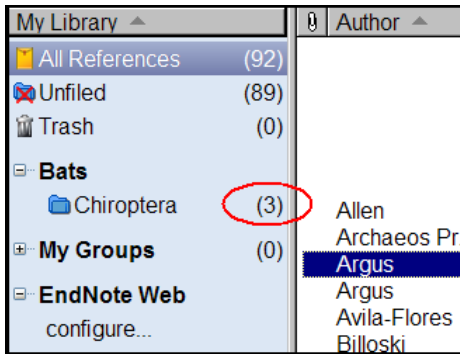 My Library
Author
All References (92)
Unfiled (89)
Trash (0)
Bats
Chiroptera (3)
My Groups (0)
EndNote Web
configure...
Allen
Archaeos Pr
Argus
Argus
Avila-Flores
Billoski